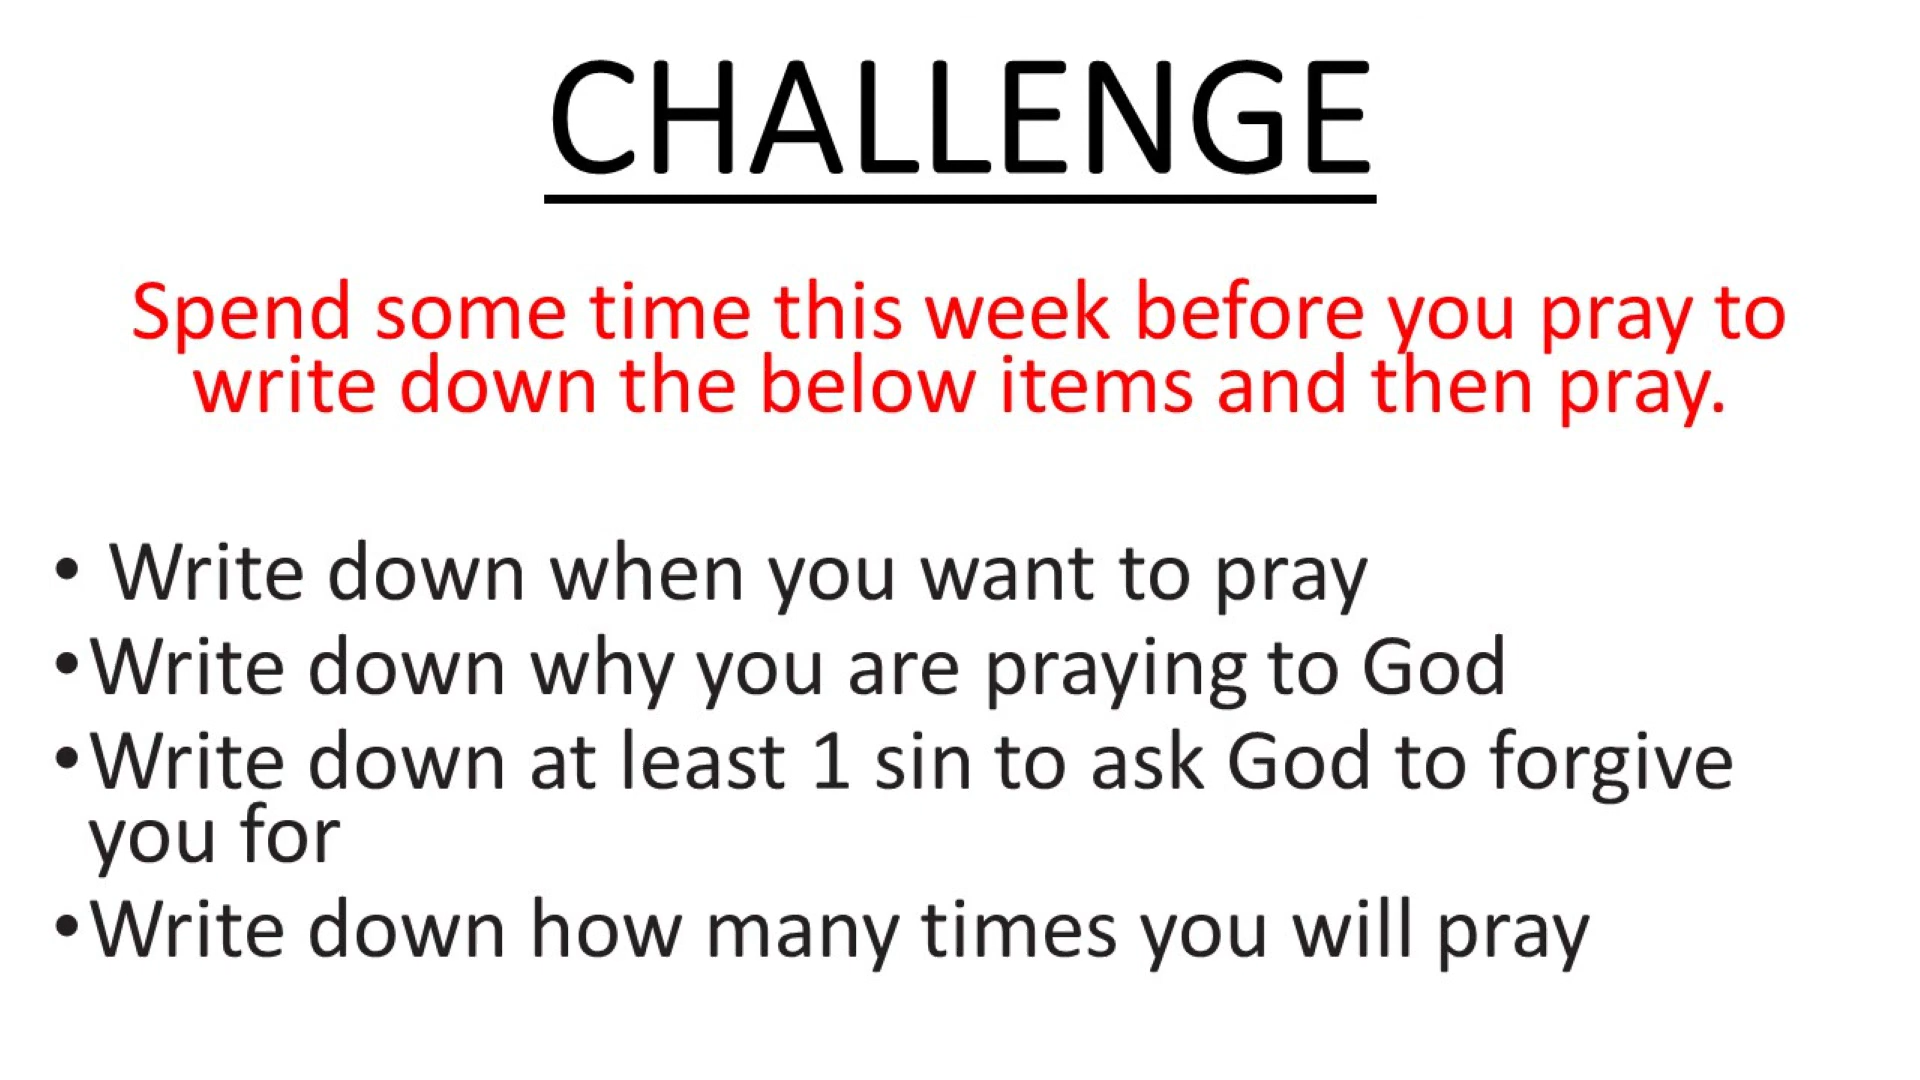 CHALLENGE
Spend some time this week before you pray to
write down the below items and then pray.
• Write down when you want to pray
•Write down why you are praying to God
•Write down at least 1 sin to ask God to forgive
you for
•Write down how many times you will pray